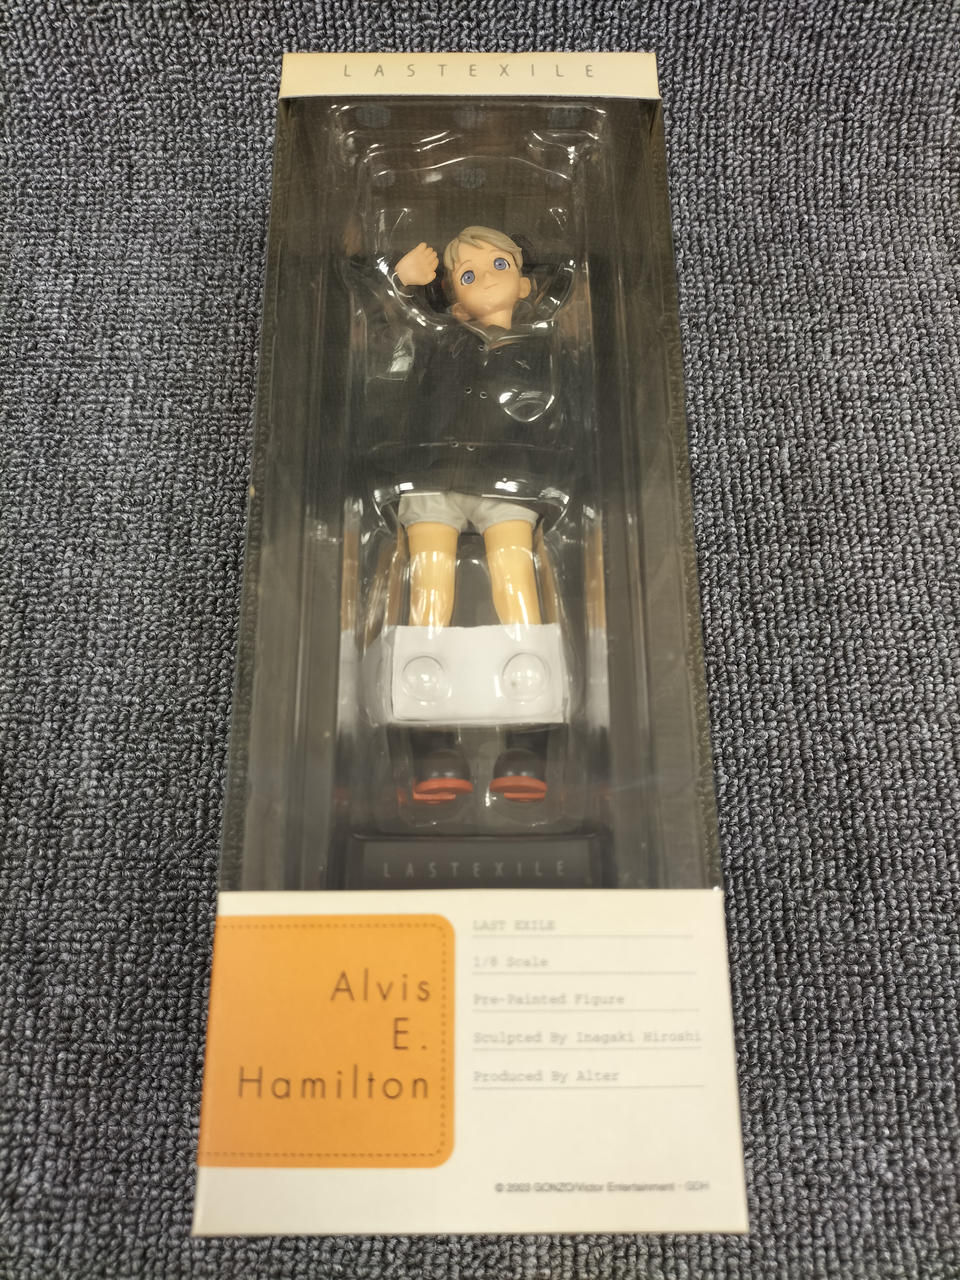 LASTEXILE
LASTEXILE
Alvis
E.
Hamilton
LAST EXILE
1/8 Scale
Pre-Painted Figure
Sculpted By Inagaki Hiroshi
Produced By Alter
© 2003 GONZO/Victor Entertainment・GDH